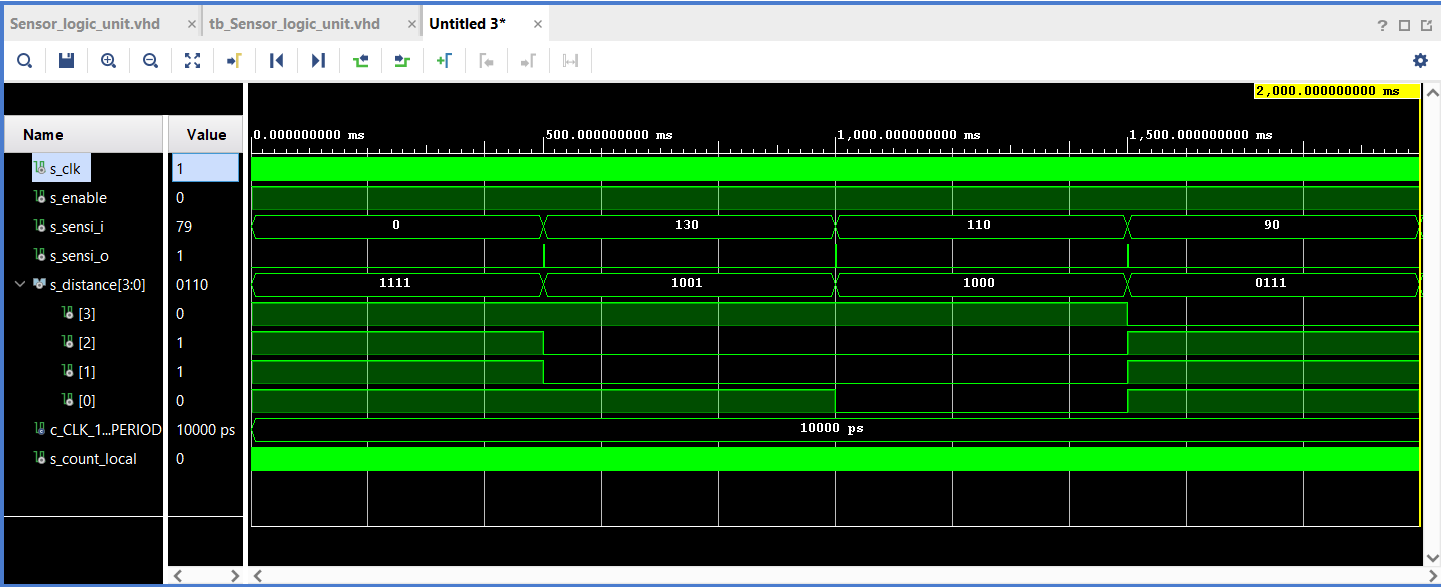 Sensor_logic_unit.vhd × tb_Sensor_logic_unit.vhd × Untitled 3* ×
?
2,000.000000000 ms
Name Value
0.000000000 ms 500.000000000 ms 1,000.000000000 ms 1,500.000000000 ms
s_clk 1
s_enable 0
s_sensi_i 79 0 130 110 90
s_sensi_o 1
s_distance[3:0] 0110 1111 1001 1000 0111
[3] 0
[2] 1
[1] 1
[0] 0
c_CLK_1...PERIOD 10000 ps 10000 ps
s_count_local 0